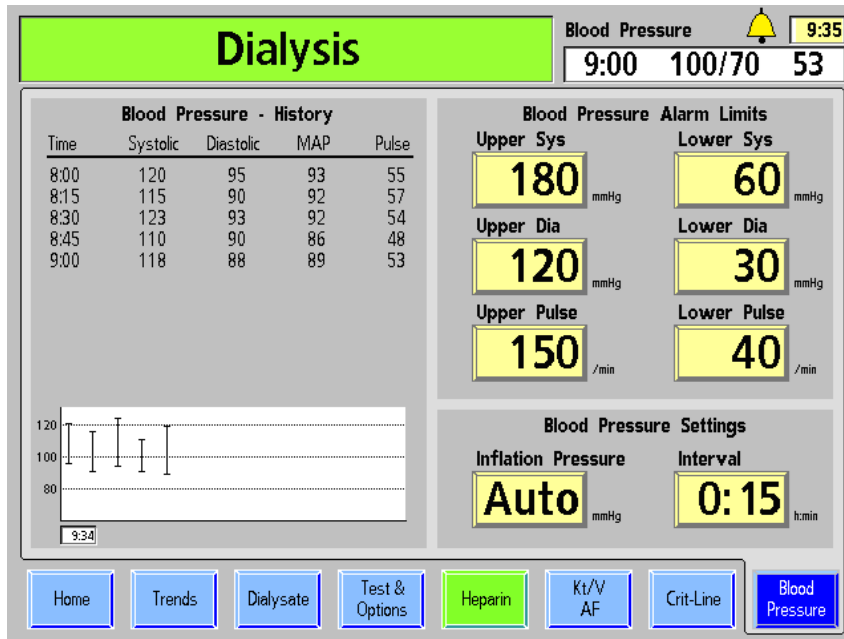 Dialysis
Blood Pressure 9:35
9:00 100/70 53
Blood Pressure - History
Time Systolic Diastolic MAP Pulse
8:00 120 95 93 55
8:15 115 90 92 57
8:30 123 93 92 54
8:45 110 90 86 48
9:00 118 88 89 53
120
100
80
9:34
Blood Pressure Alarm Limits
Upper Sys Lower Sys
180 mmHg 60 mmHg
Upper Dia Lower Dia
120 mmHg 30 mmHg
Upper Pulse Lower Pulse
150 /min 40 /min
Blood Pressure Settings
Inflation Pressure Interval
Auto mmHg 0:15 h:min
Home
Trends
Dialysate
Test &
Options
Heparin
Kt/V
AF
Crit-Line
Blood
Pressure